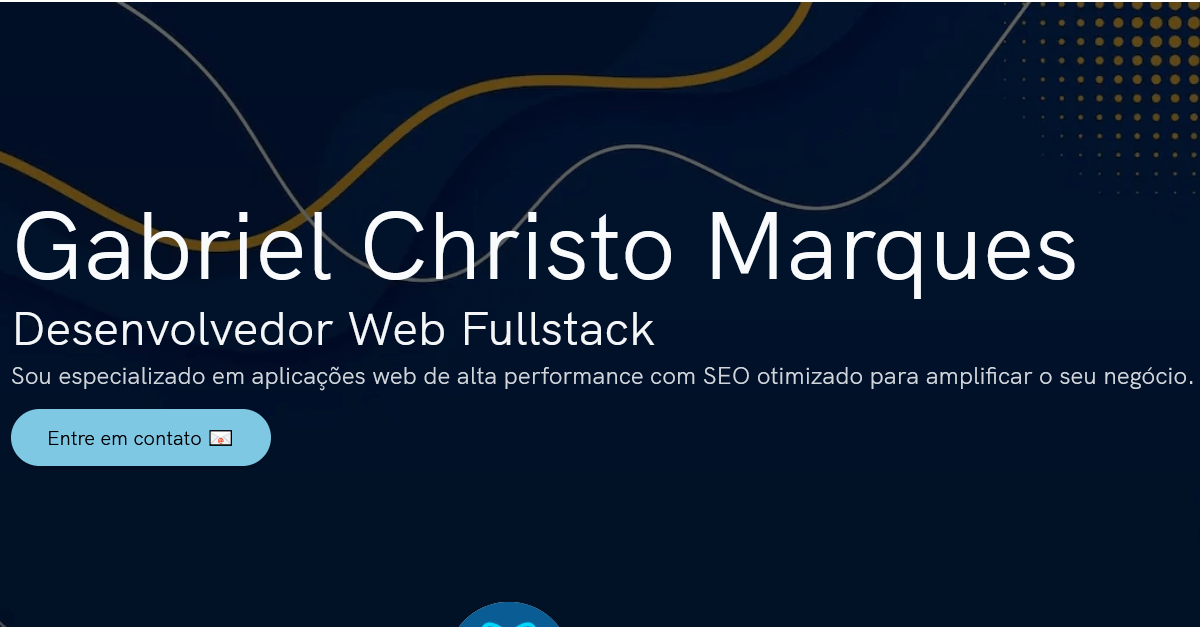 Gabriel Christo Marques
Desenvolvedor Web Fullstack
Sou especializado em aplicações web de alta performance com SEO otimizado para amplificar o seu negócio.
Entre em contato 📧